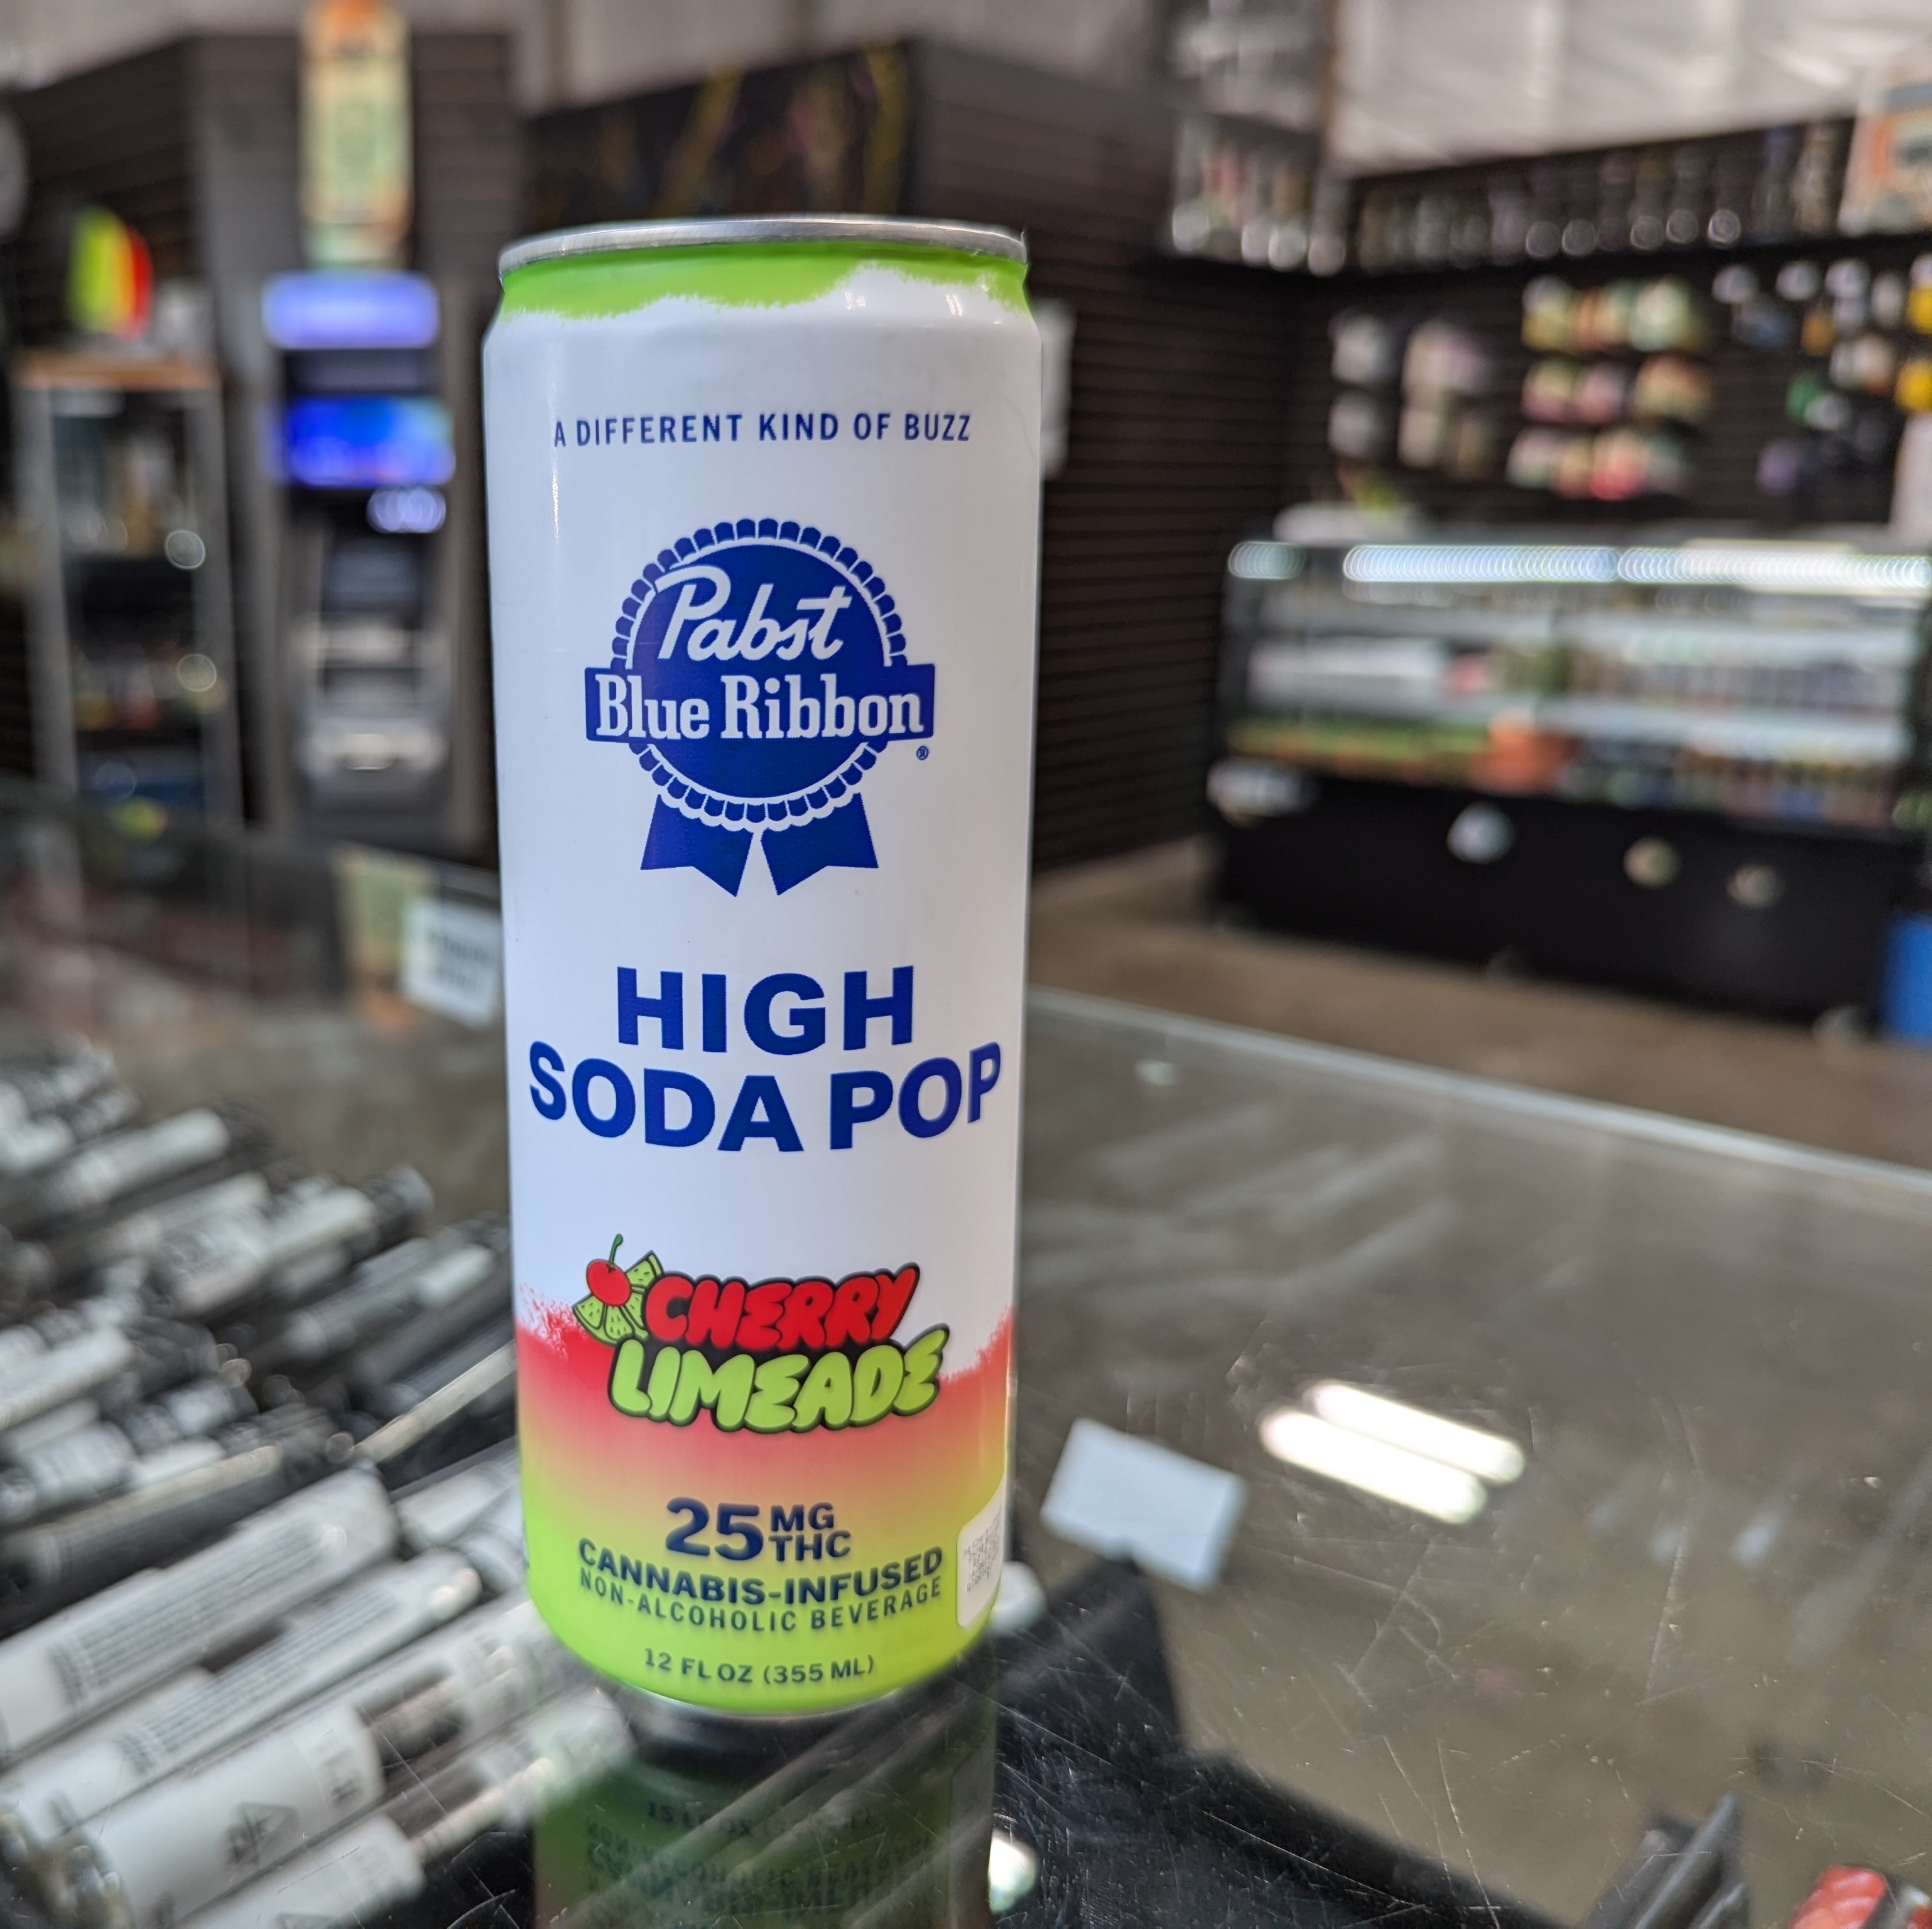 A DIFFERENT KIND OF BUZZ
Pabst
Blue Ribbon
®
HIGH
SODA POP
CHERRY
LIMEADE
25 MG
THC
CANNABIS-INFUSED
NON-ALCOHOLIC BEVERAGE
12 FL OZ (355 ML)